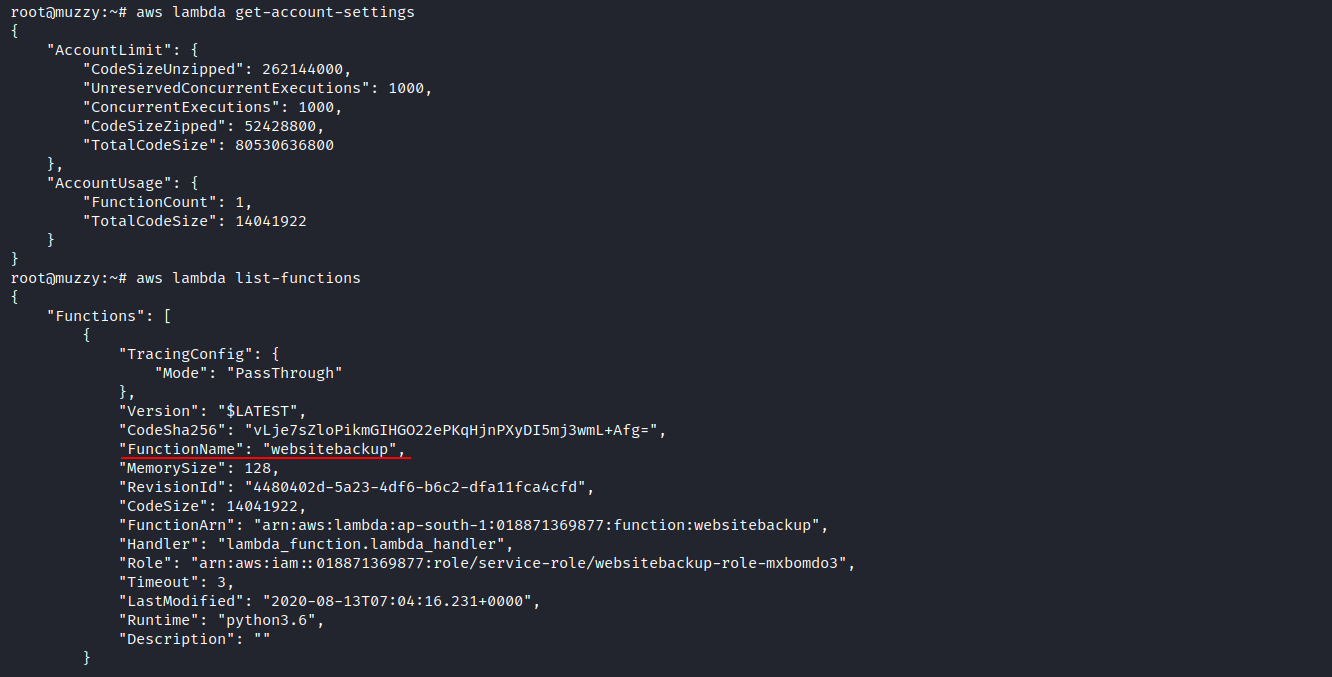 root@muzzy:~# aws lambda get-account-settings
{
    "AccountLimit": {
        "CodeSizeUnzipped": 262144000,
        "UnreservedConcurrentExecutions": 1000,
        "ConcurrentExecutions": 1000,
        "CodeSizeZipped": 52428800,
        "TotalCodeSize": 80530636800
    },
    "AccountUsage": {
        "FunctionCount": 1,
        "TotalCodeSize": 14041922
    }
}
root@muzzy:~# aws lambda list-functions
{
    "Functions": [
        {
            "TracingConfig": {
                "Mode": "PassThrough"
            },
            "Version": "$LATEST",
            "CodeSha256": "vLje7sZloPikmGIHGO22ePKqHjnPXyDI5mj3wmL+Afg=",
            "FunctionName": "websitebackup",
            "MemorySize": 128,
            "RevisionId": "4480402d-5a23-4df6-b6c2-dfa11fca4cfd",
            "CodeSize": 14041922,
            "FunctionArn": "arn:aws:lambda:ap-south-1:018871369877:function:websitebackup",
            "Handler": "lambda_function.lambda_handler",
            "Role": "arn:aws:iam::018871369877:role/service-role/websitebackup-role-mxbomdo3",
            "Timeout": 3,
            "LastModified": "2020-08-13T07:04:16.231+0000",
            "Runtime": "python3.6",
            "Description": ""
        }